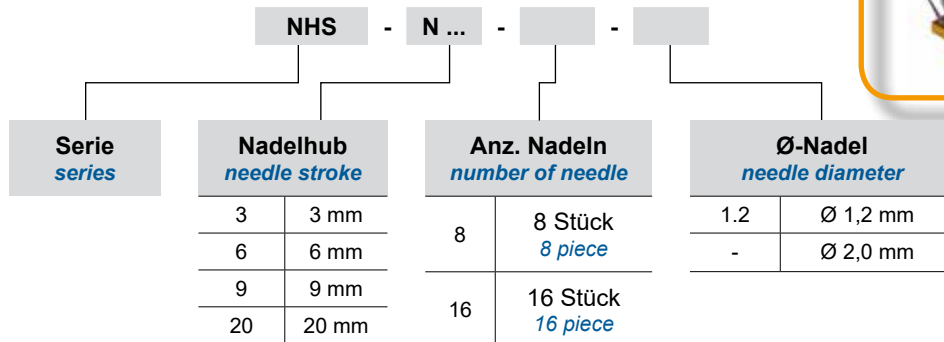 NHS - N ... - -
Serie
series
Nadelhub
needle stroke
3 3 mm
6 6 mm
9 9 mm
20 20 mm
Anz. Nadeln
number of needle
8 8 Stück
8 piece
16 16 Stück
16 piece
Ø-Nadel
needle diameter
1.2 Ø 1,2 mm
- Ø 2,0 mm